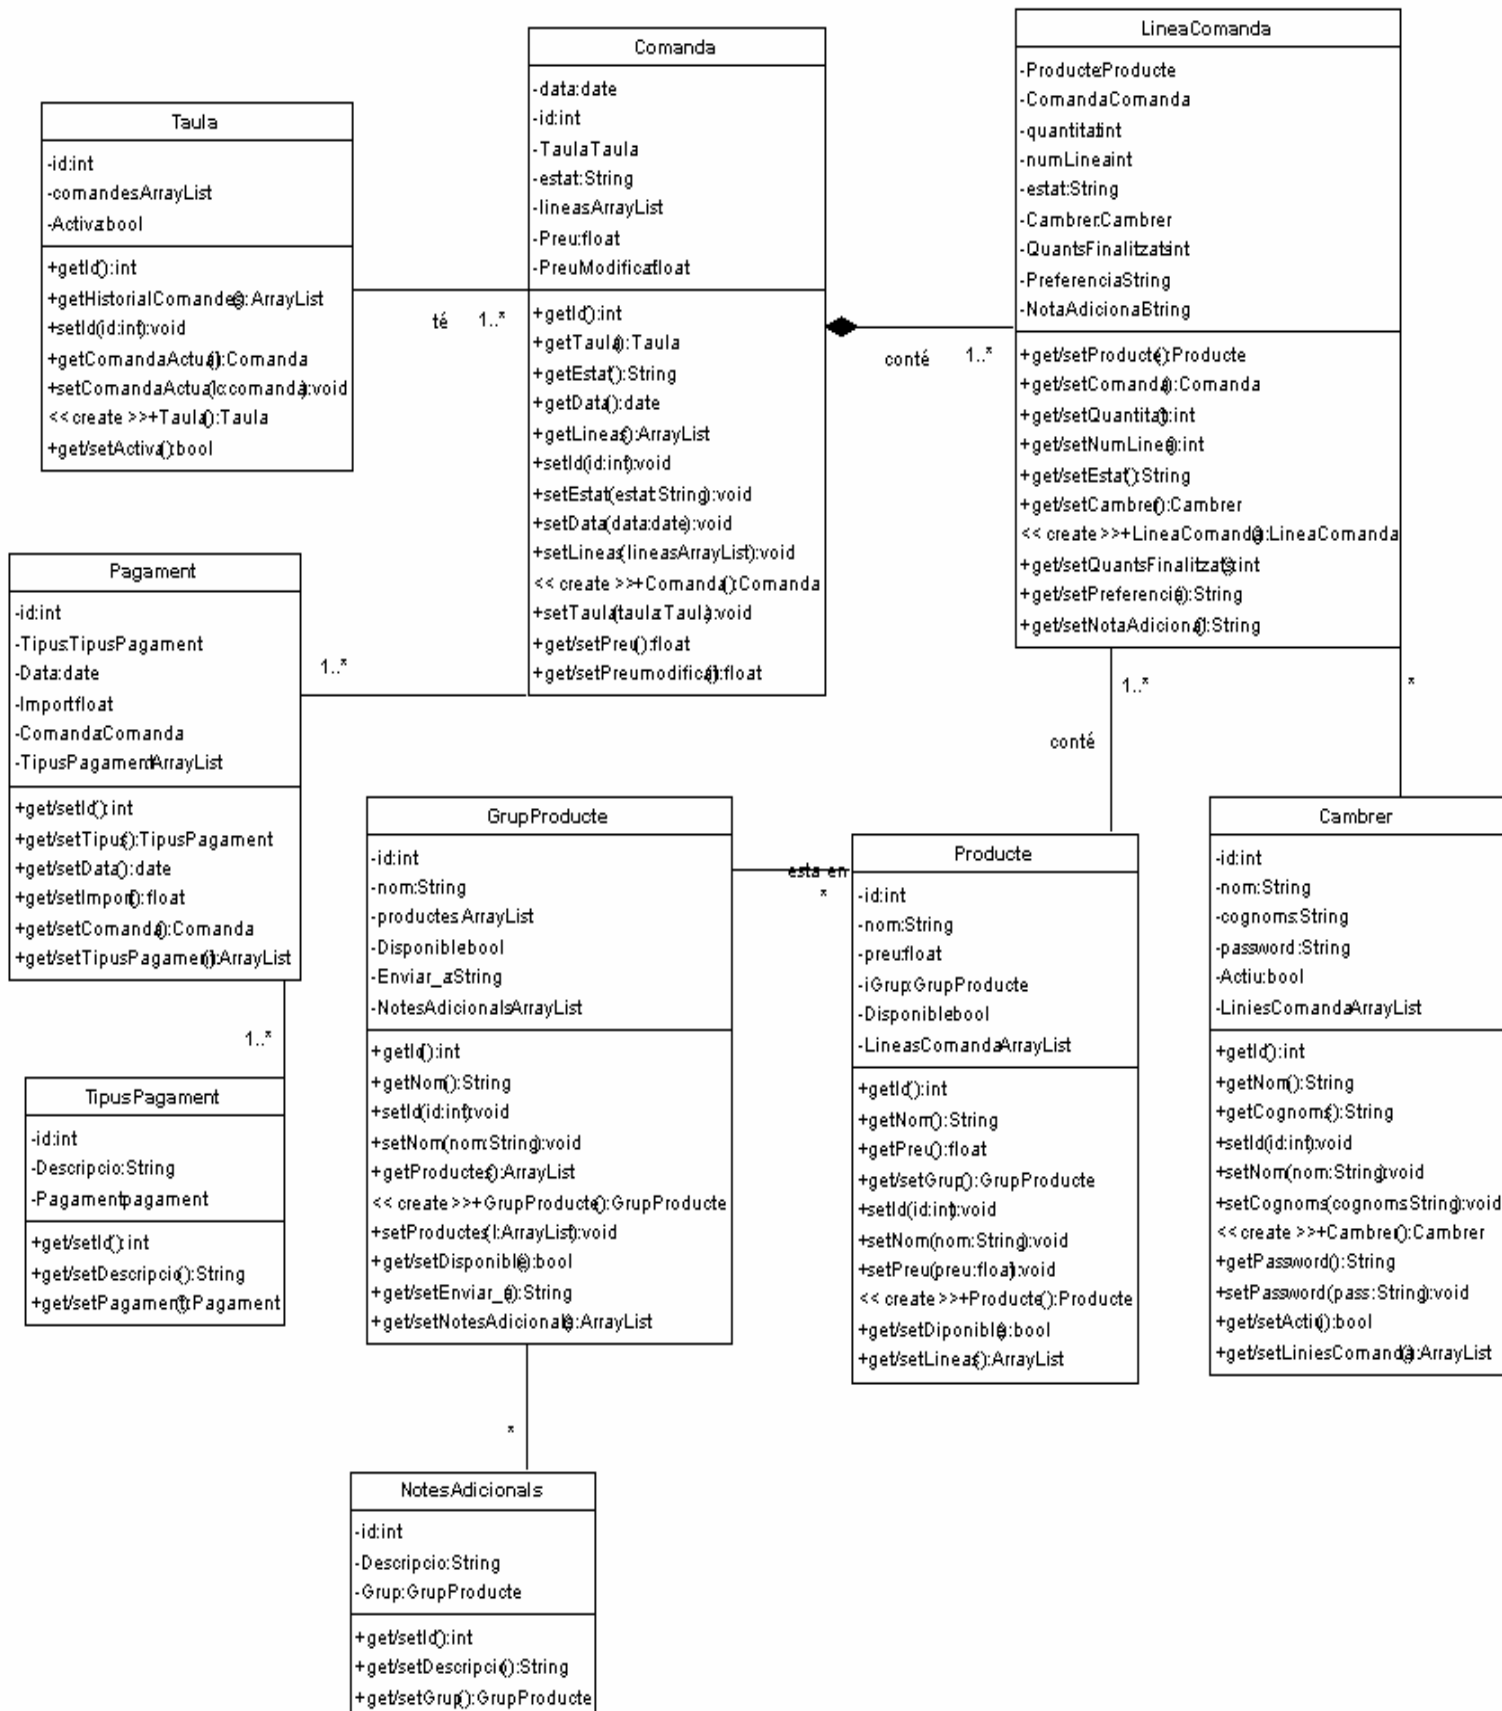 Taula
-id:int
-comandes:ArrayList
-Activa:bool
+getId():int
+getHistorialComandes():ArrayList
+setId(id:int):void
+getComandaActual():Comanda
+setComandaActual(c:comanda):void
<< create >>+Taula():Taula
+get/setActiva():bool
té
1..*
Comanda
-data:date
-id:int
-Taula:Taula
-estat:String
-lineas:ArrayList
-Preu:float
-PreuModificat:float
+getId():int
+getTaula():Taula
+getEstat():String
+getData():date
+getLineas():ArrayList
+setId(id:int):void
+setEstat(estat:String):void
+setData(data:date):void
+setLineas(lineas:ArrayList):void
<< create >>+Comanda():Comanda
+setTaula(taula:Taula):void
+get/setPreu():float
+get/setPreumodificat():float
conté
1..*
LineaComanda
-Producte:Producte
-Comanda:Comanda
-quantitat:int
-numLinea:int
-estat:String
-Cambrer:Cambrer
-QuantsFinalitzats:int
-Preferencia:String
-NotaAdicional:String
+get/setProducte():Producte
+get/setComanda():Comanda
+get/setQuantitat():int
+get/setNumLinea():int
+get/setEstat():String
+get/setCambrer():Cambrer
<< create >>+LineaComanda():LineaComanda
+get/setQuantsFinalitzats():int
+get/setPreferencia():String
+get/setNotaAdicional():String
1..*
conté
*
Pagament
-id:int
-Tipus:TipusPagament
-Data:date
-Import:float
-Comanda:Comanda
-TipusPagament:ArrayList
+get/setId():int
+get/setTipus():TipusPagament
+get/setData():date
+get/setImport():float
+get/setComanda():Comanda
+get/setTipusPagament():ArrayList
1..*
1..*
TipusPagament
-id:int
-Descripcio:String
-Pagament:pagament
+get/setId():int
+get/setDescripcio():String
+get/setPagament():Pagament
GrupProducte
-id:int
-nom:String
-productes:ArrayList
-Disponible:bool
-Enviar_a:String
-NotesAdicionals:ArrayList
+getId():int
+getNom():String
+setId(id:int):void
+setNom(nom:String):void
+getProductes():ArrayList
<< create >>+GrupProducte():GrupProducte
+setProductes(l:ArrayList):void
+get/setDisponible():bool
+get/setEnviar_a():String
+get/setNotesAdicionals():ArrayList
esta en
*
Producte
-id:int
-nom:String
-preu:float
-iGrup:GrupProducte
-Disponible:bool
-LineasComanda:ArrayList
+getId():int
+getNom():String
+getPreu():float
+get/setGrup():GrupProducte
+setId(id:int):void
+setNom(nom:String):void
+setPreu(preu:float):void
<< create >>+Producte():Producte
+get/setDiponible():bool
+get/setLineas():ArrayList
Cambrer
-id:int
-nom:String
-cognoms:String
-password:String
-Actiu:bool
-LiniesComanda:ArrayList
+getId():int
+getNom():String
+getCognoms():String
+setId(id:int):void
+setNom(nom:String):void
+setCognoms(cognoms:String):void
<< create >>+Cambrer():Cambrer
+getPassword():String
+setPassword(pass:String):void
+get/setActiu():bool
+get/setLiniesComanda():ArrayList
*
NotesAdicionals
-id:int
-Descripcio:String
-Grup:GrupProducte
+get/setId():int
+get/setDescripcio():String
+get/setGrup():GrupProducte